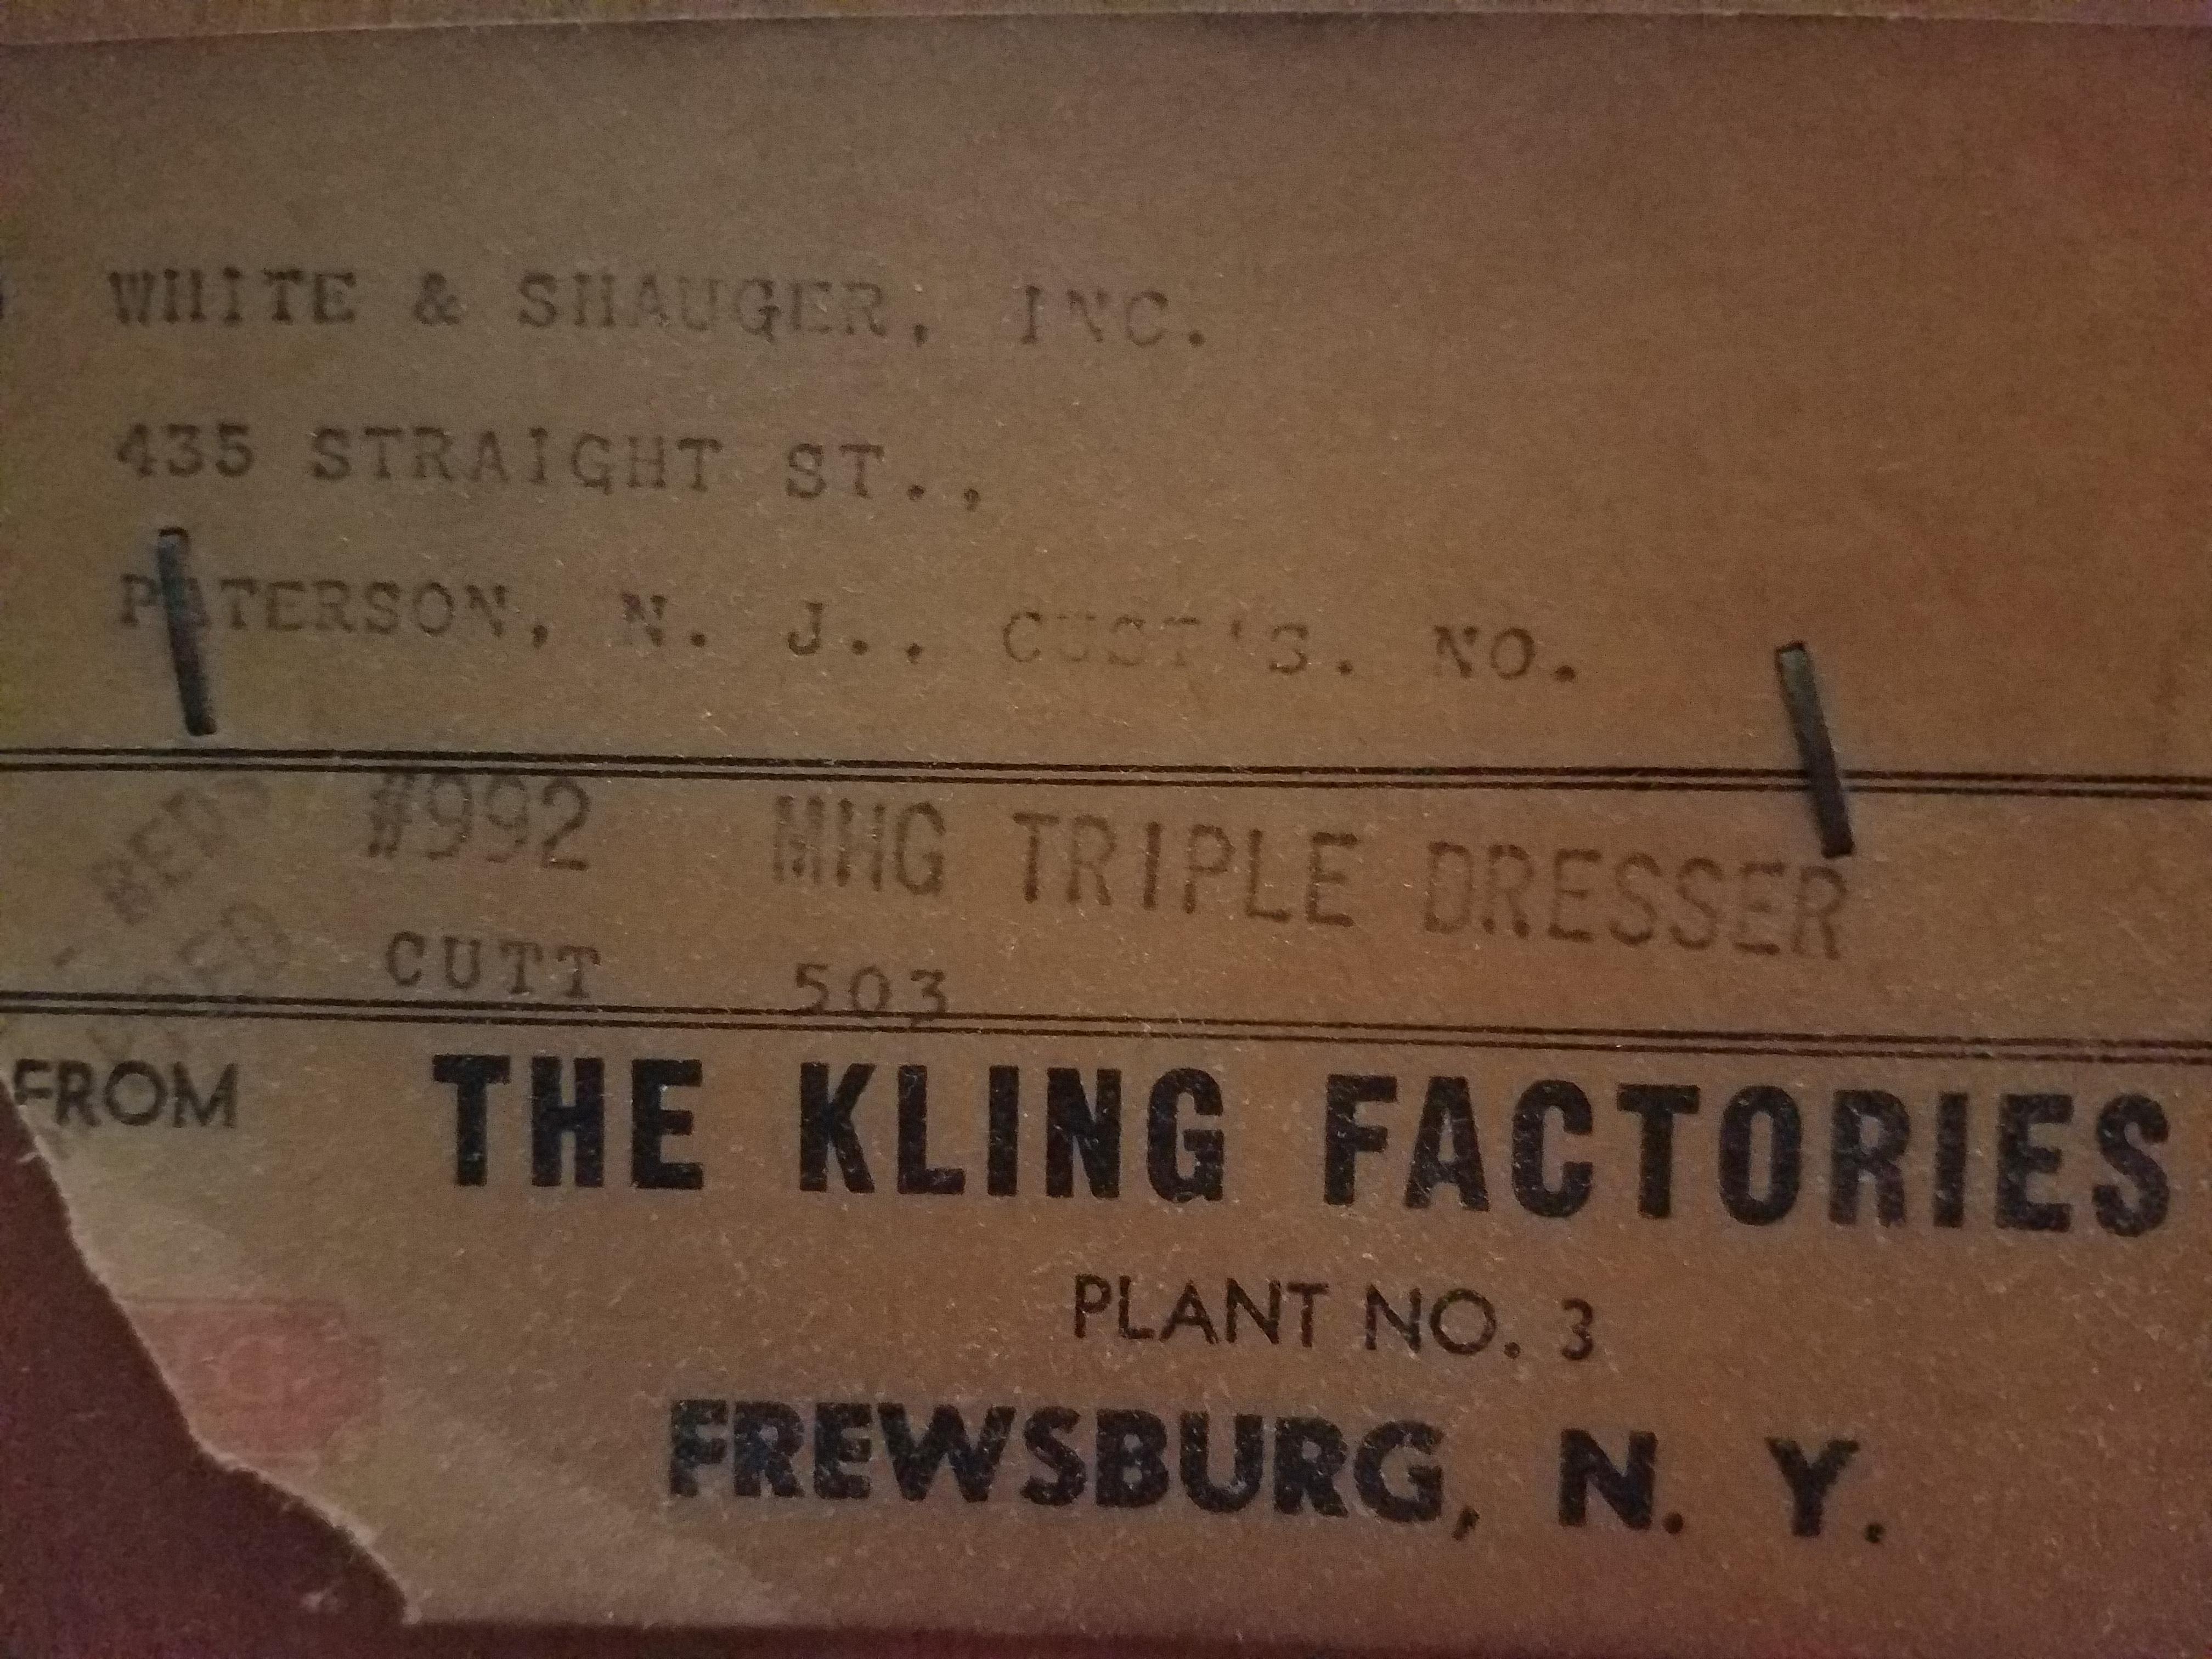 WHITE & SHAUGER, INC.
435 STRAIGHT ST.,
PATERSON, N. J., CUST'S. NO.
#992 MHG TRIPLE DRESSER
CUTT 503
FROM THE KLING FACTORIES
PLANT NO. 3
FREWSBURG, N. Y.